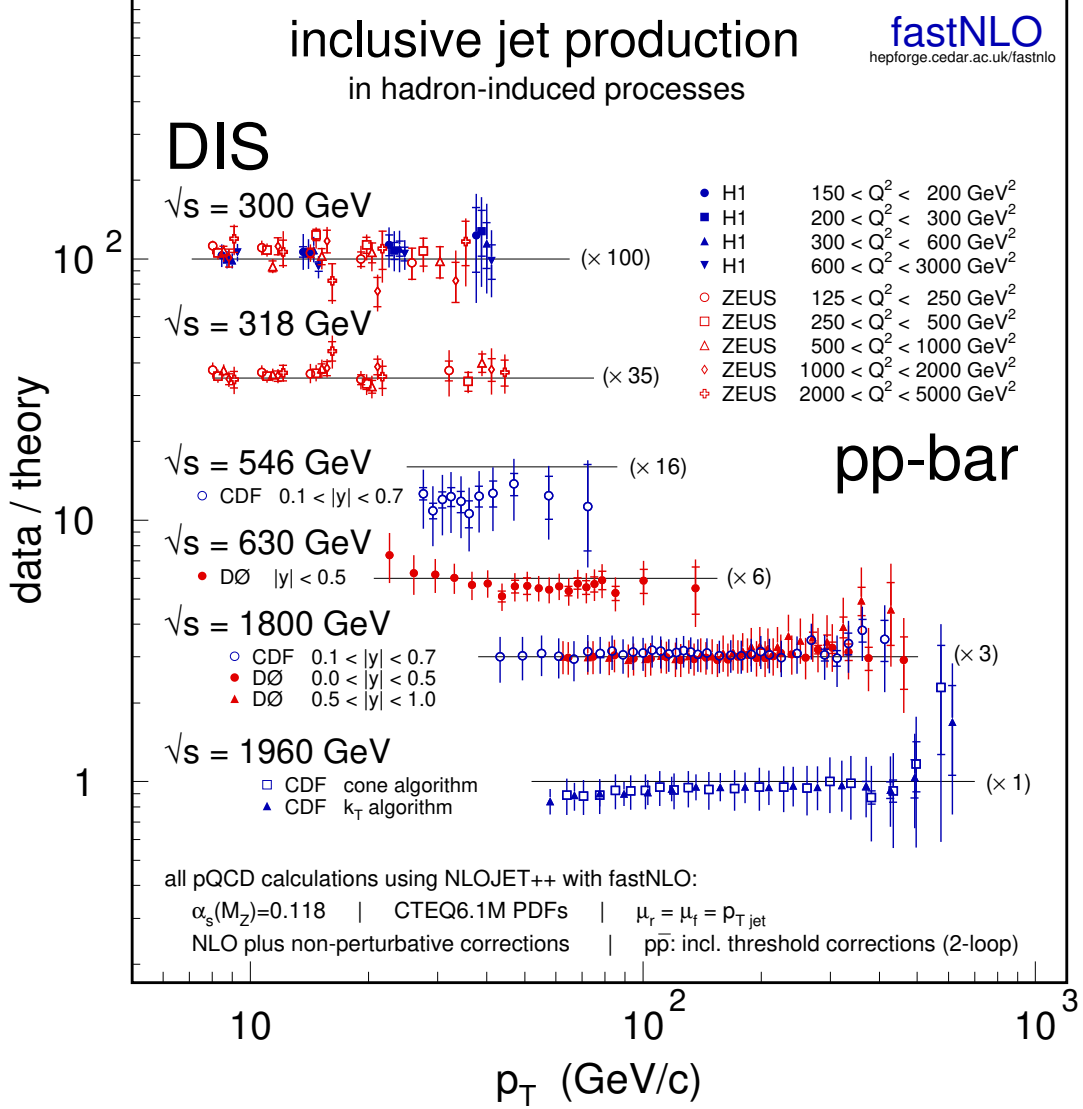 inclusive jet production
in hadron-induced processes
fastNLO
hepforge.cedar.ac.uk/fastnlo
DIS
√s = 300 GeV
(× 100)
H1 150 < Q² < 200 GeV²
H1 200 < Q² < 300 GeV²
H1 300 < Q² < 600 GeV²
H1 600 < Q² < 3000 GeV²
ZEUS 125 < Q² < 250 GeV²
ZEUS 250 < Q² < 500 GeV²
ZEUS 500 < Q² < 1000 GeV²
ZEUS 1000 < Q² < 2000 GeV²
ZEUS 2000 < Q² < 5000 GeV²
√s = 318 GeV
(× 35)
pp-bar
√s = 546 GeV
CDF 0.1 < |y| < 0.7
(× 16)
√s = 630 GeV
DØ |y| < 0.5
(× 6)
√s = 1800 GeV
CDF 0.1 < |y| < 0.7
DØ 0.0 < |y| < 0.5
DØ 0.5 < |y| < 1.0
(× 3)
√s = 1960 GeV
CDF cone algorithm
CDF k_T algorithm
(× 1)
all pQCD calculations using NLOJET++ with fastNLO:
α_s(M_Z)=0.118 | CTEQ6.1M PDFs | μ_r = μ_f = p_T jet
NLO plus non-perturbative corrections | pp̅: incl. threshold corrections (2-loop)
data / theory
10²
10
1
10
10²
10³
p_T (GeV/c)